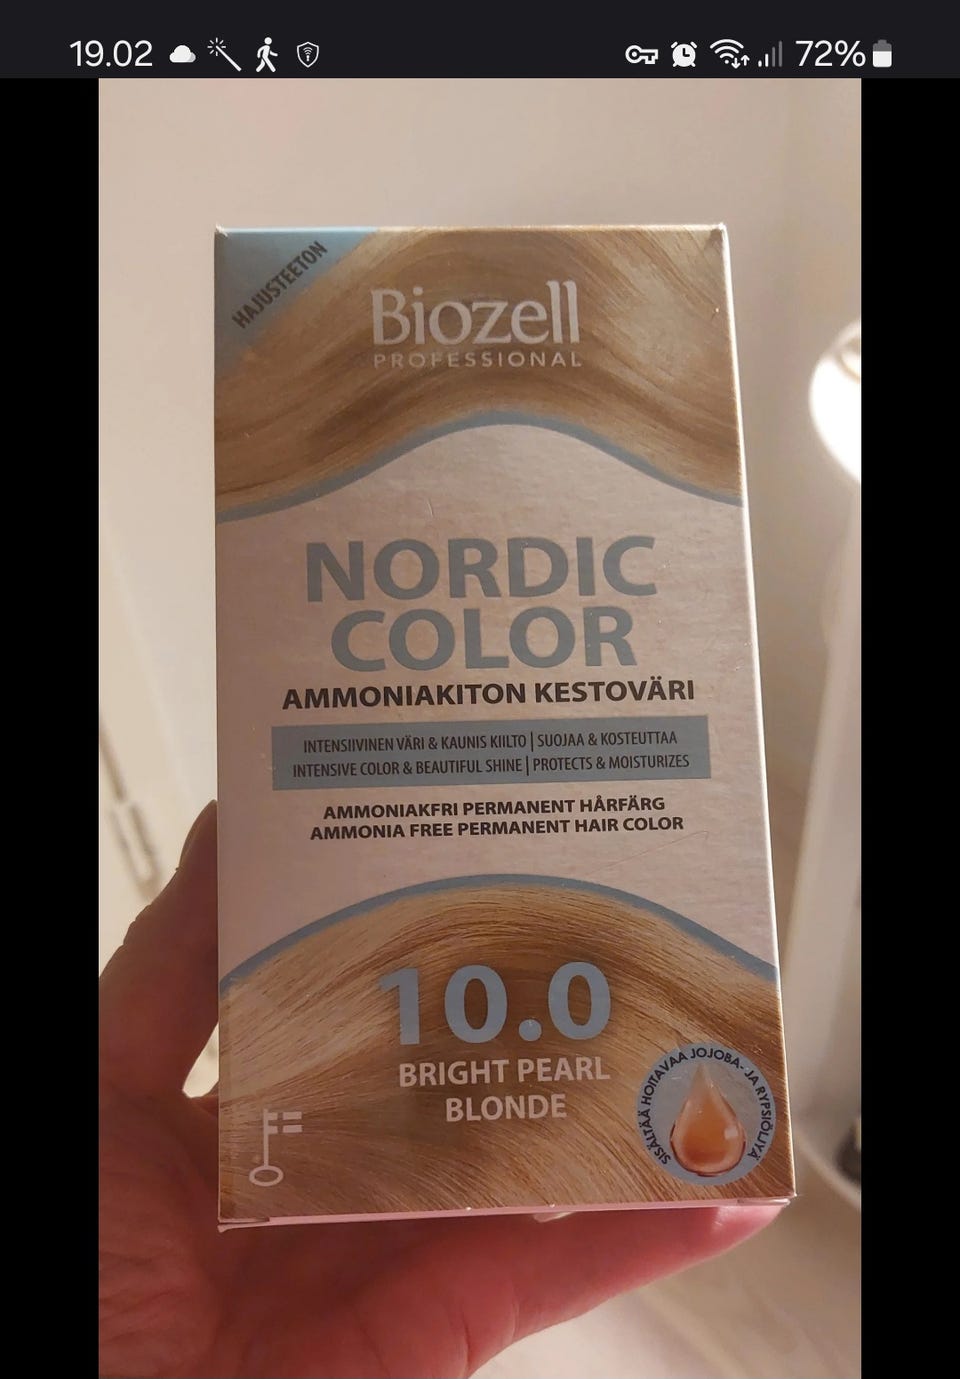 19.02
72%
HAJUSTEETON
Biozell
PROFESSIONAL
NORDIC
COLOR
AMMONIAKITON KESTOVÄRI
INTENSIIVINEN VÄRI & KAUNIS KIILTO | SUOJAA & KOSTEUTTAA
INTENSIVE COLOR & BEAUTIFUL SHINE | PROTECTS & MOISTURIZES
AMMONIAKFRI PERMANENT HÅRFÄRG
AMMONIA FREE PERMANENT HAIR COLOR
10.0
BRIGHT PEARL
BLONDE
SISÄLTÄÄ HOITAVAA JOJOBA- JA RYPSIÖLJYÄ